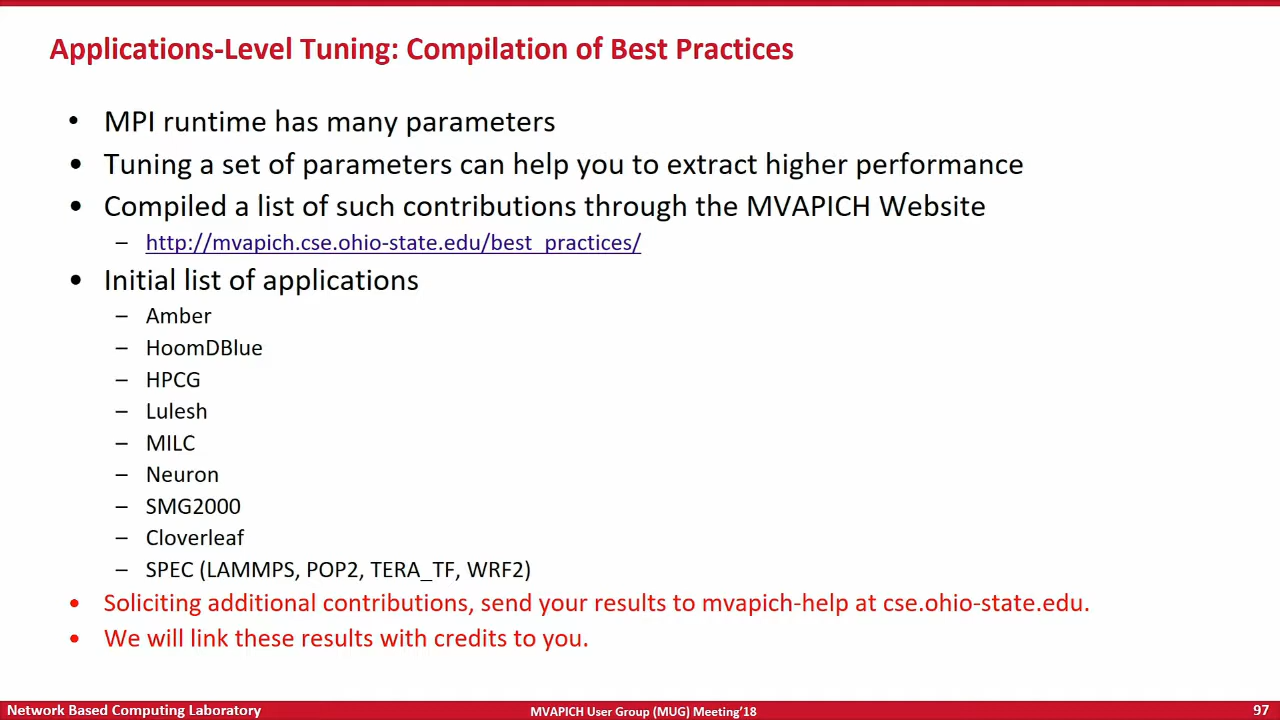 Applications-Level Tuning: Compilation of Best Practices
• MPI runtime has many parameters
• Tuning a set of parameters can help you to extract higher performance
• Compiled a list of such contributions through the MVAPICH Website
– http://mvapich.cse.ohio-state.edu/best_practices/
• Initial list of applications
– Amber
– HoomDBlue
– HPCG
– Lulesh
– MILC
– Neuron
– SMG2000
– Cloverleaf
– SPEC (LAMMPS, POP2, TERA_TF, WRF2)
• Soliciting additional contributions, send your results to mvapich-help at cse.ohio-state.edu.
• We will link these results with credits to you.
Network Based Computing Laboratory
MVAPICH User Group (MUG) Meeting'18
97